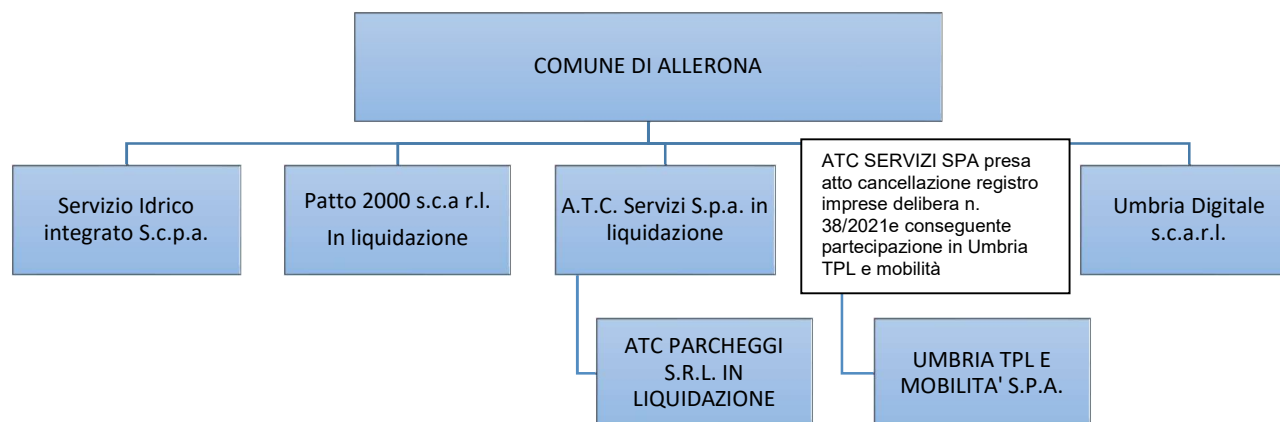 COMUNE DI ALLERONA
Servizio Idrico
integrato S.c.p.a.
Patto 2000 s.c.a r.l.
In liquidazione
A.T.C. Servizi S.p.a. in
liquidazione
ATC SERVIZI SPA presa
atto cancellazione registro
imprese delibera n.
38/2021e conseguente
partecipazione in Umbria
TPL e mobilità
Umbria Digitale
s.c.a.r.l.
ATC PARCHEGGI
S.R.L. IN
LIQUIDAZIONE
UMBRIA TPL E
MOBILITA' S.P.A.